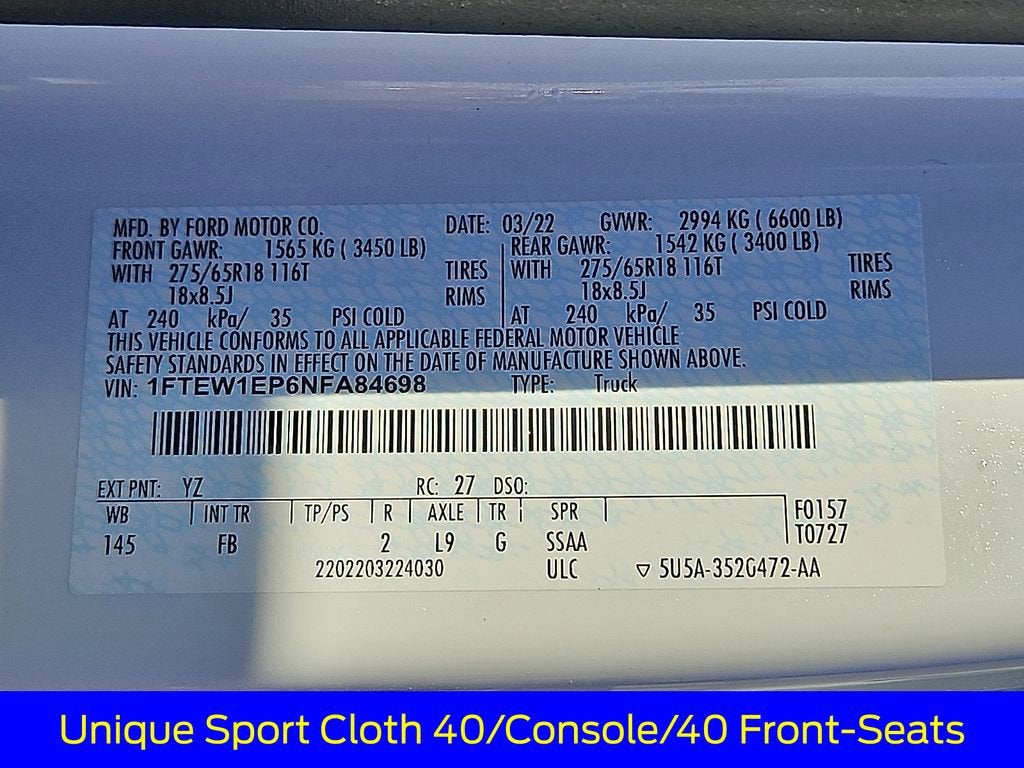 MFD. BY FORD MOTOR CO. DATE: 03/22 GVWR: 2994 KG ( 6600 LB)
FRONT GAWR: 1565 KG ( 3450 LB) REAR GAWR: 1542 KG ( 3400 LB)
WITH 275/65R18 116T TIRES WITH 275/65R18 116T TIRES
18x8.5J RIMS 18x8.5J RIMS
AT 240 kPa/ 35 PSI COLD AT 240 kPa/ 35 PSI COLD
THIS VEHICLE CONFORMS TO ALL APPLICABLE FEDERAL MOTOR VEHICLE
SAFETY STANDARDS IN EFFECT ON THE DATE OF MANUFACTURE SHOWN ABOVE.
VIN: 1FTEW1EP6NFA84698 TYPE: Truck
EXT PNT: YZ RC: 27 DSO:
WB INT TR TP/PS R AXLE TR SPR F0157
145 FB 2 L9 G SSAA T0727
2202203224030 ULC ▽ 5U5A-3520472-AA
Unique Sport Cloth 40/Console/40 Front-Seats